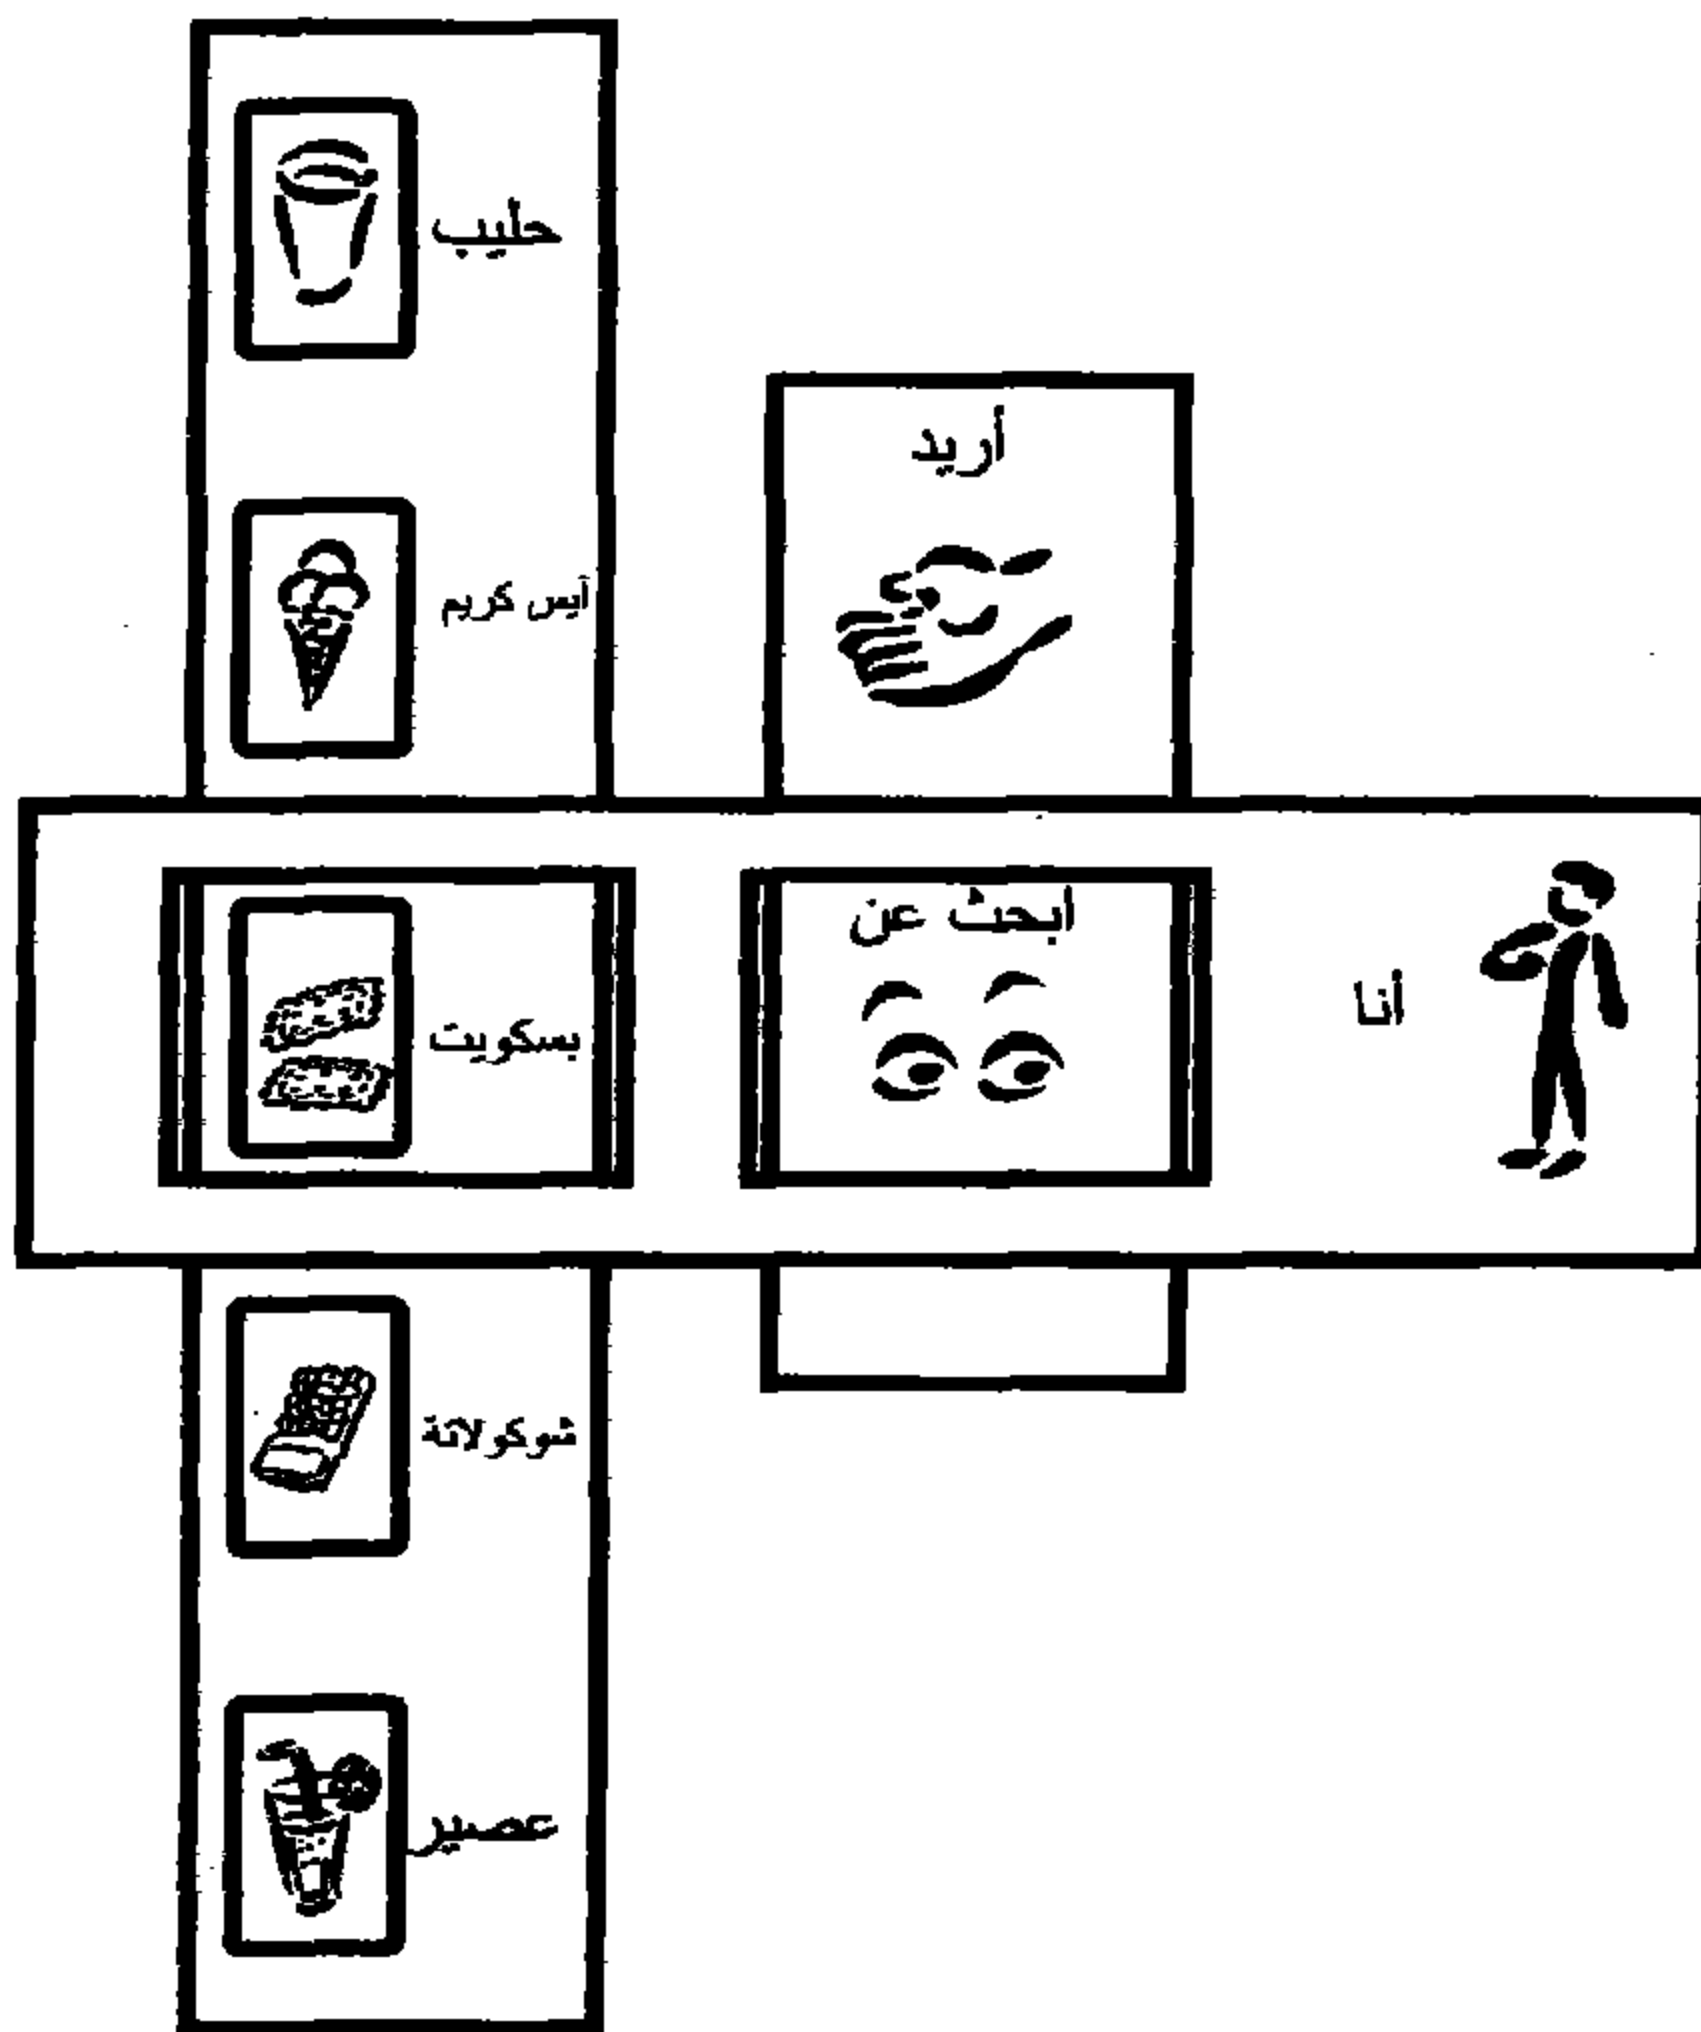 حليب
أريد
آيس كريم
أنا
ابحث عن
بسكويت
شوكولاتة
عصير